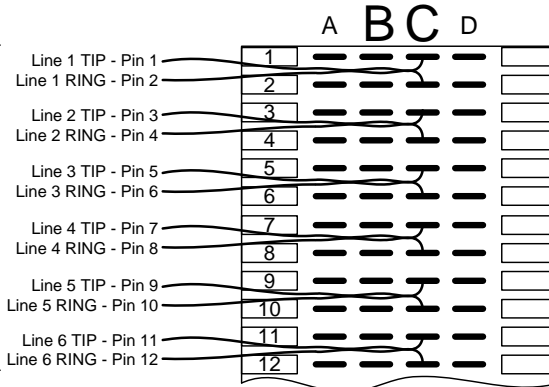 A B C D
Line 1 TIP - Pin 1
1
Line 1 RING - Pin 2
2
Line 2 TIP - Pin 3
3
Line 2 RING - Pin 4
4
Line 3 TIP - Pin 5
5
Line 3 RING - Pin 6
6
Line 4 TIP - Pin 7
7
Line 4 RING - Pin 8
8
Line 5 TIP - Pin 9
9
Line 5 RING - Pin 10
10
Line 6 TIP - Pin 11
11
Line 6 RING - Pin 12
12